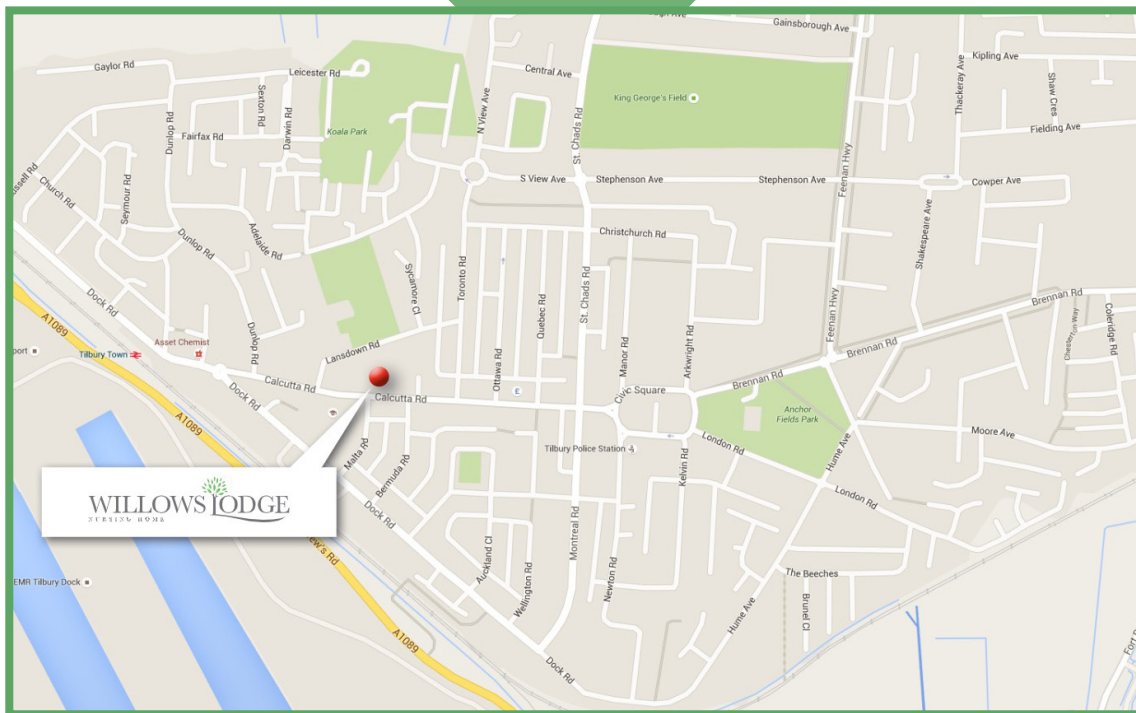 Gainsborough Ave
Gaylor Rd
Leicester Rd
Central Ave
N View Ave
Kipling Ave
Thackeray Ave
Shaw Cres
Sexton Rd
Dunlop Rd
Darwin Rd
Fairfax Rd
Koala Park
King George's Field
St. Chads Rd
Fielding Ave
Feenan Hwy
S View Ave
Stephenson Ave
Stephenson Ave
Cowper Ave
Church Rd
Seymour Rd
Dunlop Rd
Adelaide Rd
Christchurch Rd
Shakespeare Ave
Sycamore Cl
Toronto Rd
St. Chads Rd
Quebec Rd
Feenan Hwy
Brennan Rd
Dock Rd
A1089
Asset Chemist
Tilbury Town
Dunlop Rd
Lansdown Rd
Ottawa Rd
Manor Rd
Arkwright Rd
Brennan Rd
Chesterton Way
Coleridge Rd
Calcutta Rd
Calcutta Rd
Civic Square
Brennan Rd
Dock Rd
A1089
Anchor
Fields Park
Moore Ave
Tilbury Police Station
London Rd
Hume Ave
Malta Rd
Bermuda Rd
Kelvin Rd
London Rd
WILLOWS LODGE
NURSING HOME
Dock Rd
Montreal Rd
Auckland Cl
Wellington Rd
Newton Rd
The Beeches
Brunel Cl
Hume Ave
EMR Tilbury Dock
A1089
Dock Rd